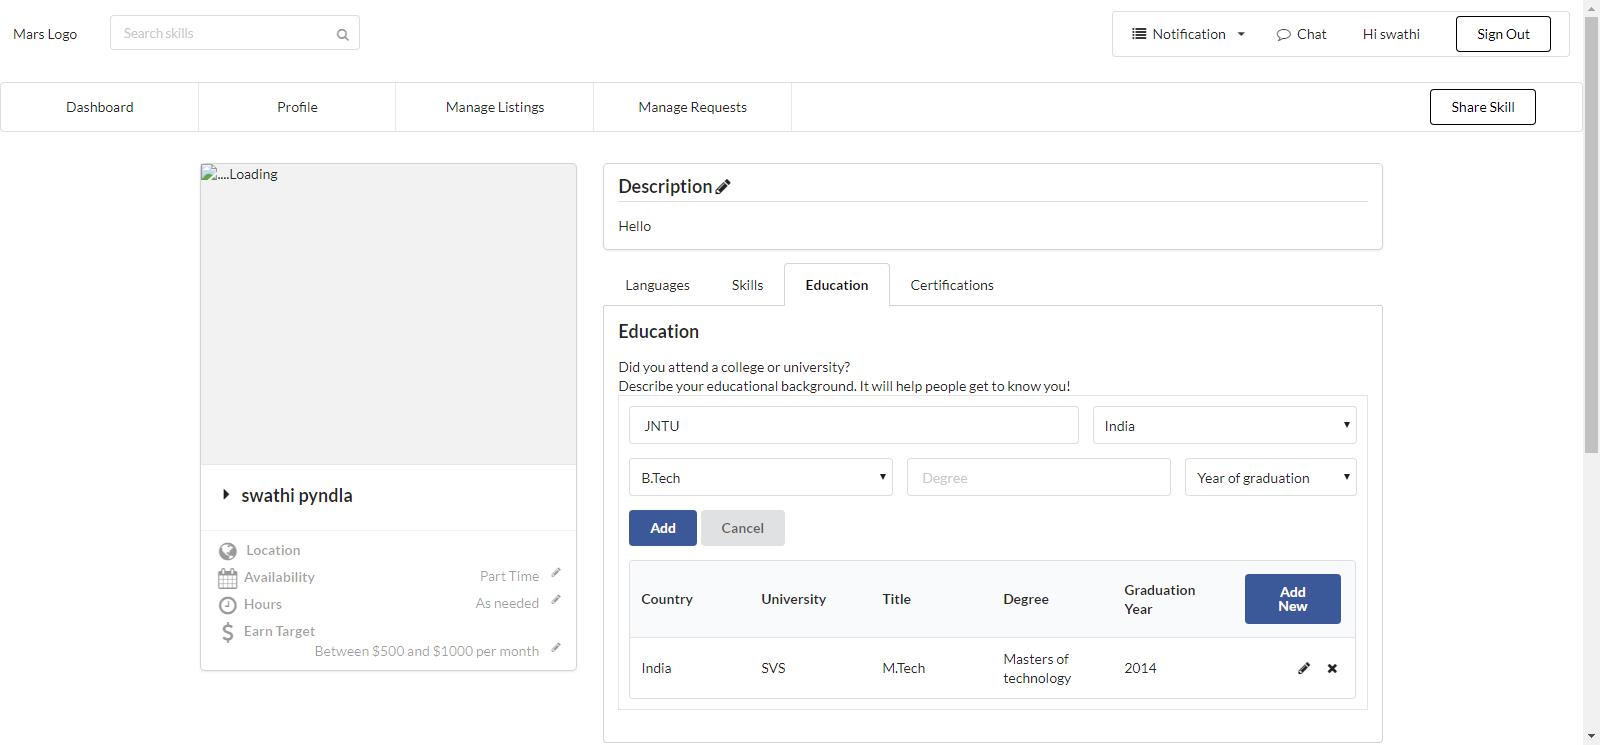 Mars Logo
Search skills
Notification
Chat
Hi swathi
Sign Out
Dashboard
Profile
Manage Listings
Manage Requests
Share Skill
....Loading
swathi pyndla
Location
Availability
Part Time
Hours
As needed
Earn Target
Between $500 and $1000 per month
Description
Hello
Languages
Skills
Education
Certifications
Education
Did you attend a college or university?
Describe your educational background. It will help people get to know you!
JNTU
India
B.Tech
Degree
Year of graduation
Add
Cancel
Country
University
Title
Degree
Graduation
Year
Add
New
India
SVS
M.Tech
Masters of
technology
2014